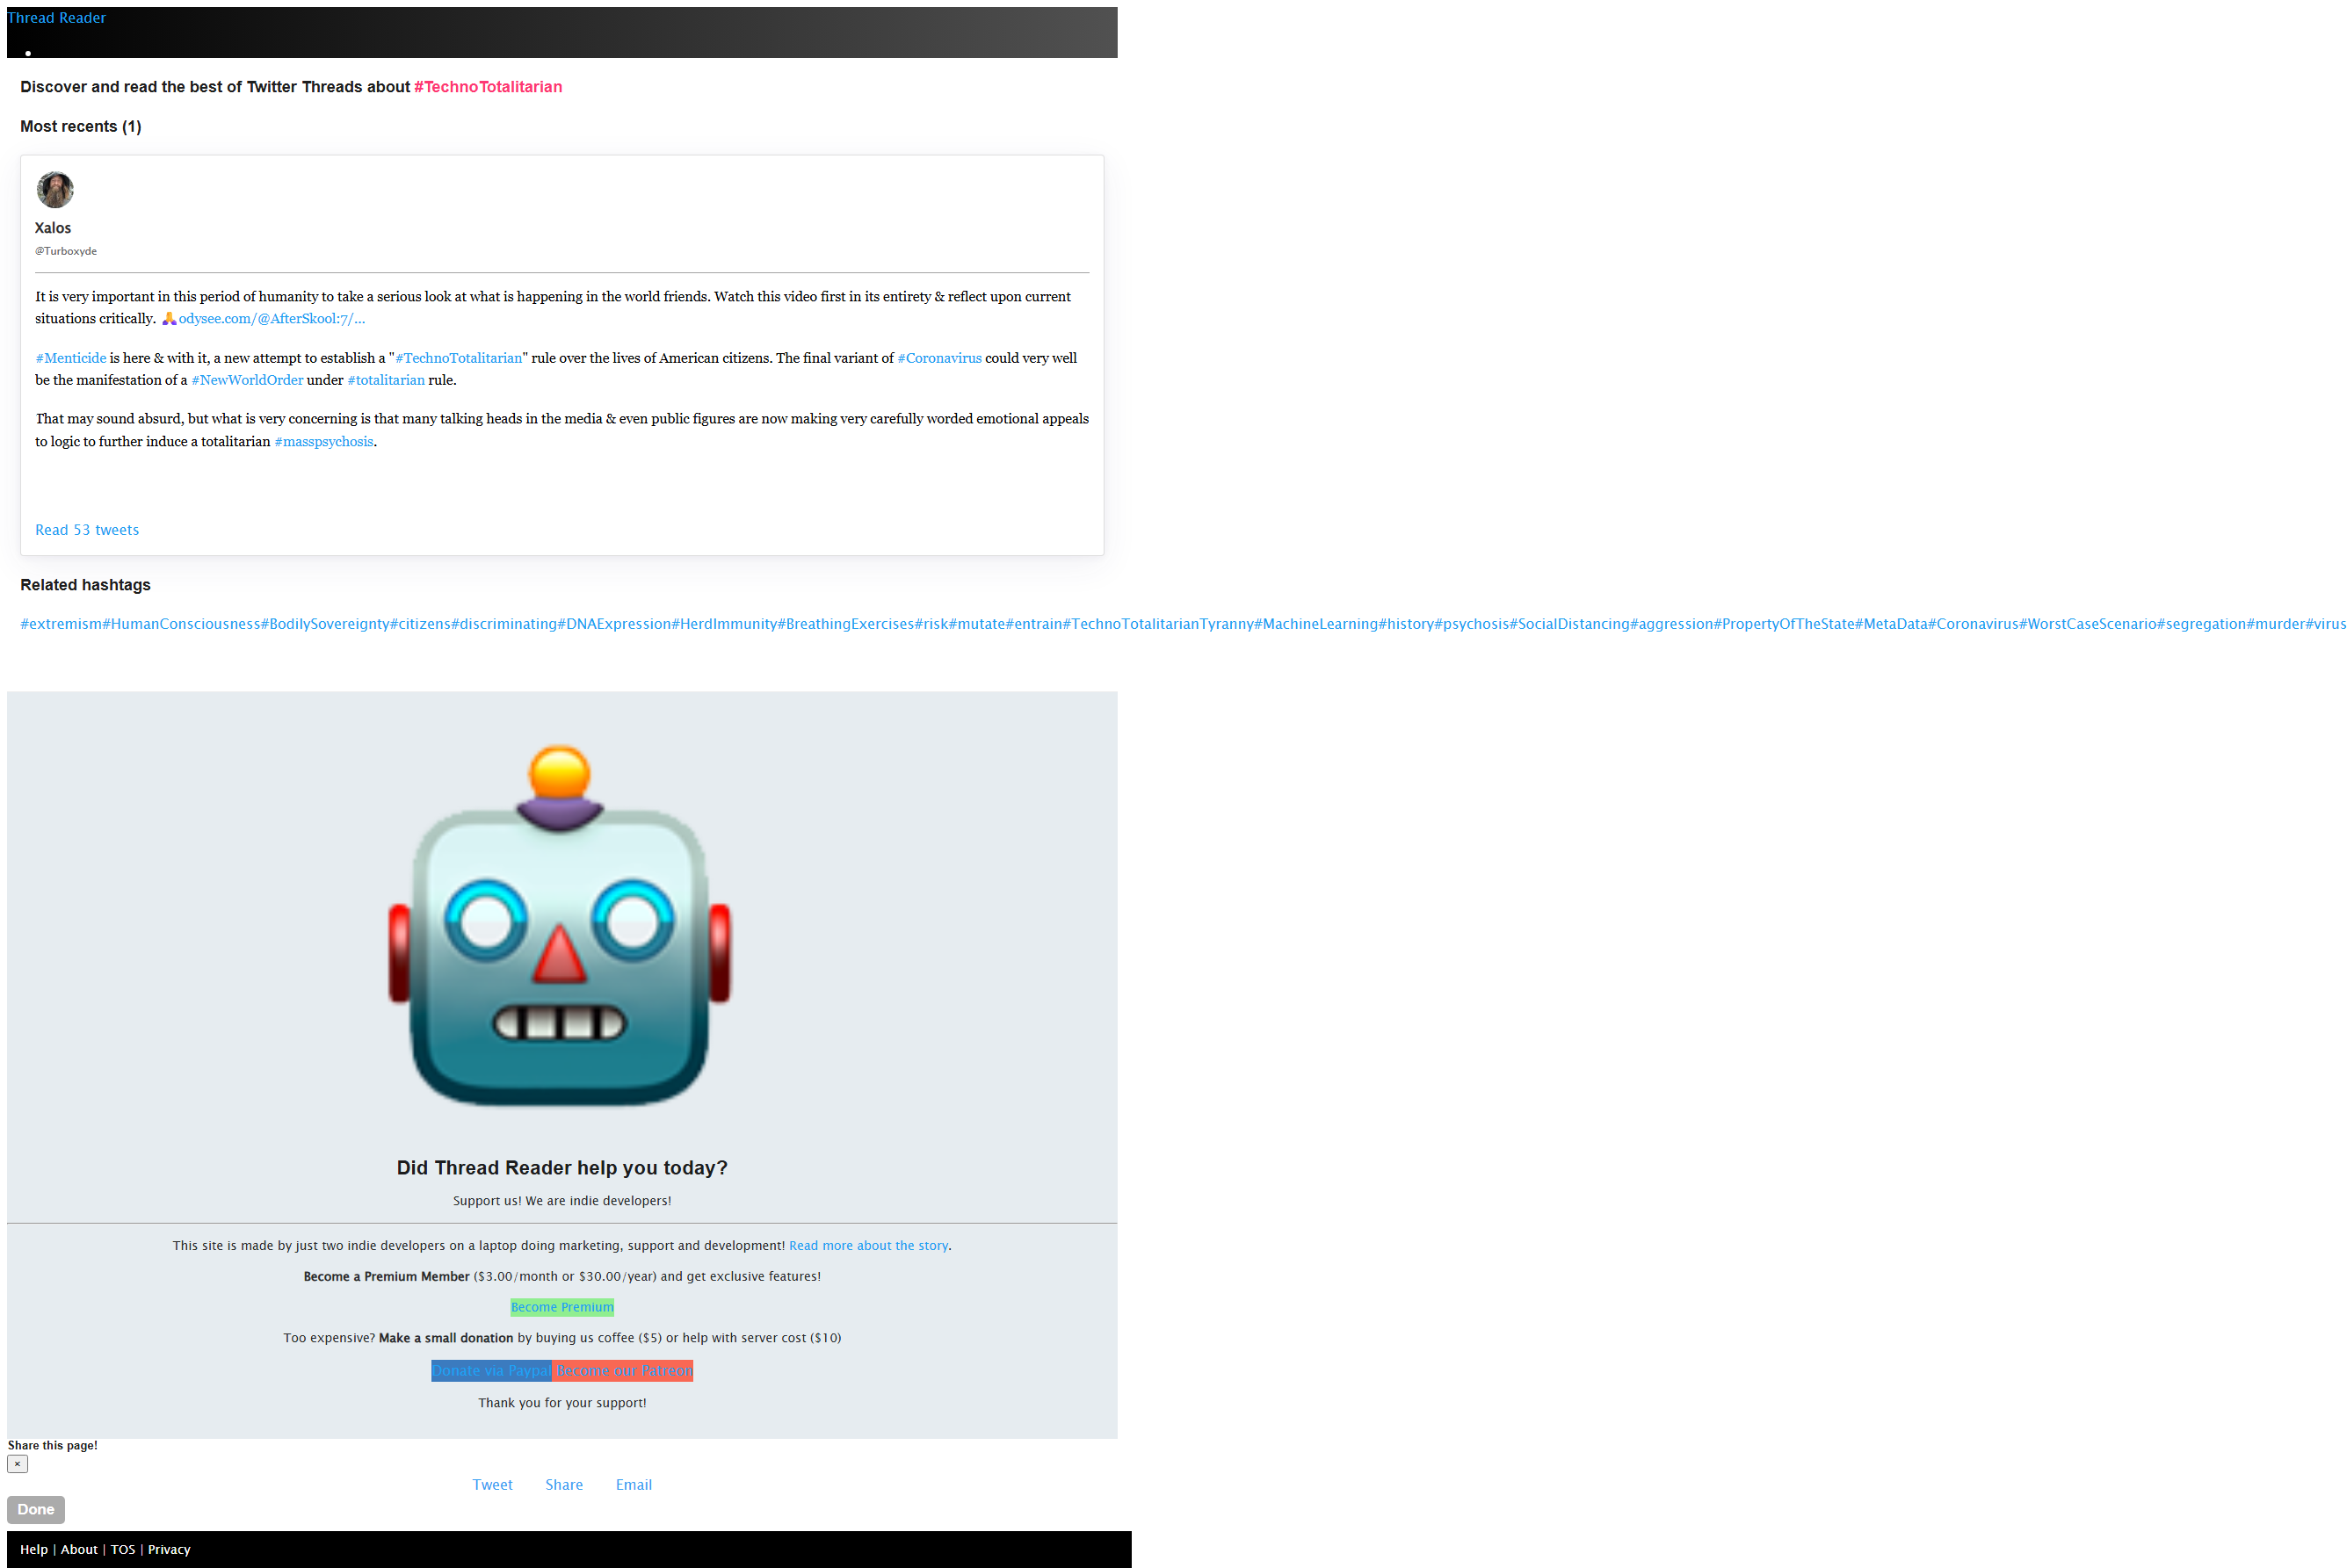 Thread Reader
Discover and read the best of Twitter Threads about #TechnoTotalitarian
Most recents (1)
Xalos
@Turboxyde
It is very important in this period of humanity to take a serious look at what is happening in the world friends. Watch this video first in its entirety & reflect upon current
situations critically. 🙏odysee.com/@AfterSkool:7/…
#Menticide is here & with it, a new attempt to establish a "#TechnoTotalitarian" rule over the lives of American citizens. The final variant of #Coronavirus could very well
be the manifestation of a #NewWorldOrder under #totalitarian rule.
That may sound absurd, but what is very concerning is that many talking heads in the media & even public figures are now making very carefully worded emotional appeals
to logic to further induce a totalitarian #masspsychosis.
Read 53 tweets
Related hashtags
#extremism#HumanConsciousness#BodilySovereignty#citizens#discriminating#DNAExpression#HerdImmunity#BreathingExercises#risk#mutate#entrain#TechnoTotalitarianTyranny#MachineLearning#history#psychosis#SocialDistancing#aggression#PropertyOfTheState#MetaData#Coronavirus#WorstCaseScenario#segregation#murder#virus
Did Thread Reader help you today?
Support us! We are indie developers!
This site is made by just two indie developers on a laptop doing marketing, support and development! Read more about the story.
Become a Premium Member ($3.00/month or $30.00/year) and get exclusive features!
Become Premium
Too expensive? Make a small donation by buying us coffee ($5) or help with server cost ($10)
Donate via Paypal Become our Patreon
Thank you for your support!
Share this page!
×
Tweet Share Email
Done
Help | About | TOS | Privacy